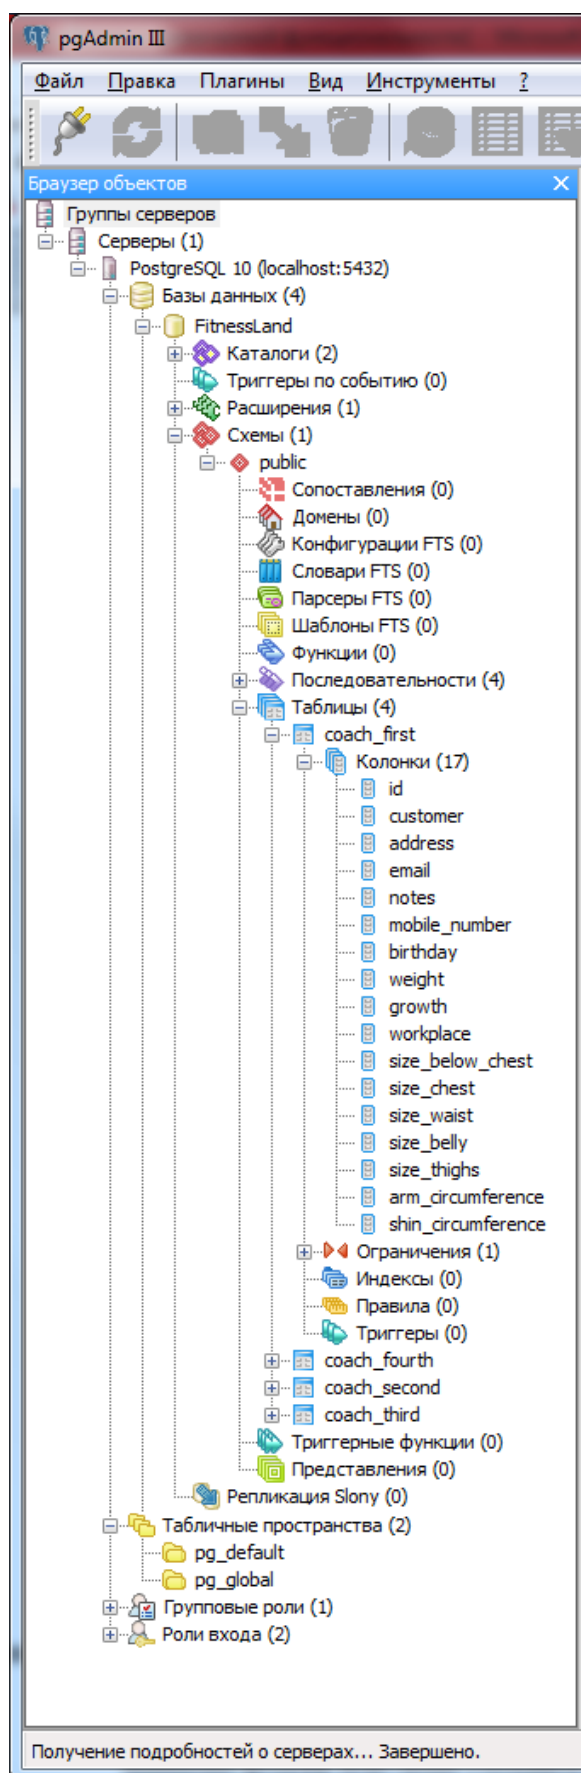 pgAdmin III
Файл Правка Плагины Вид Инструменты ?
Браузер объектов
Группы серверов
Серверы (1)
PostgreSQL 10 (localhost:5432)
Базы данных (4)
FitnessLand
Каталоги (2)
Триггеры по событию (0)
Расширения (1)
Схемы (1)
public
Сопоставления (0)
Домены (0)
Конфигурации FTS (0)
Словари FTS (0)
Парсеры FTS (0)
Шаблоны FTS (0)
Функции (0)
Последовательности (4)
Таблицы (4)
coach_first
Колонки (17)
id
customer
address
email
notes
mobile_number
birthday
weight
growth
workplace
size_below_chest
size_chest
size_waist
size_belly
size_thighs
arm_circumference
shin_circumference
Ограничения (1)
Индексы (0)
Правила (0)
Триггеры (0)
coach_fourth
coach_second
coach_third
Триггерные функции (0)
Представления (0)
Репликация Slony (0)
Табличные пространства (2)
pg_default
pg_global
Групповые роли (1)
Роли входа (2)
Получение подробностей о серверах... Завершено.